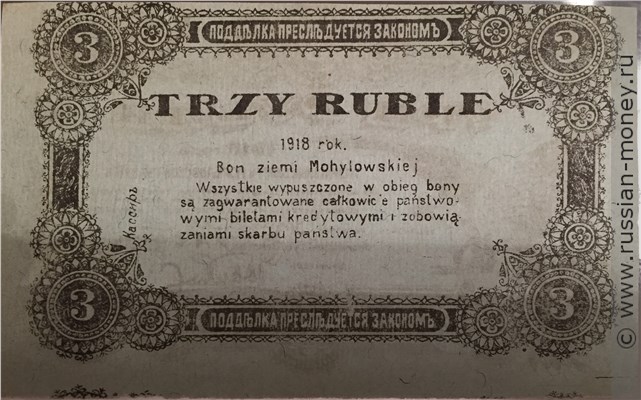 3 ПОДДѢЛКА ПРЕСЛѢДУЕТСЯ ЗАКОНОМЪ 3
TRZY RUBLE
1918 rok.
Bon ziemi Mohylowskiej
Wszystkie wypuszczone w obieg bony
są zagwarantowane całkowicie państwo-
wymi biletami kredytowymi i zobowią-
zaniami skarbu państwa.
Кассиръ
3 ПОДДѢЛКА ПРЕСЛѢДУЕТСЯ ЗАКОНОМЪ 3
© www.russian-money.ru